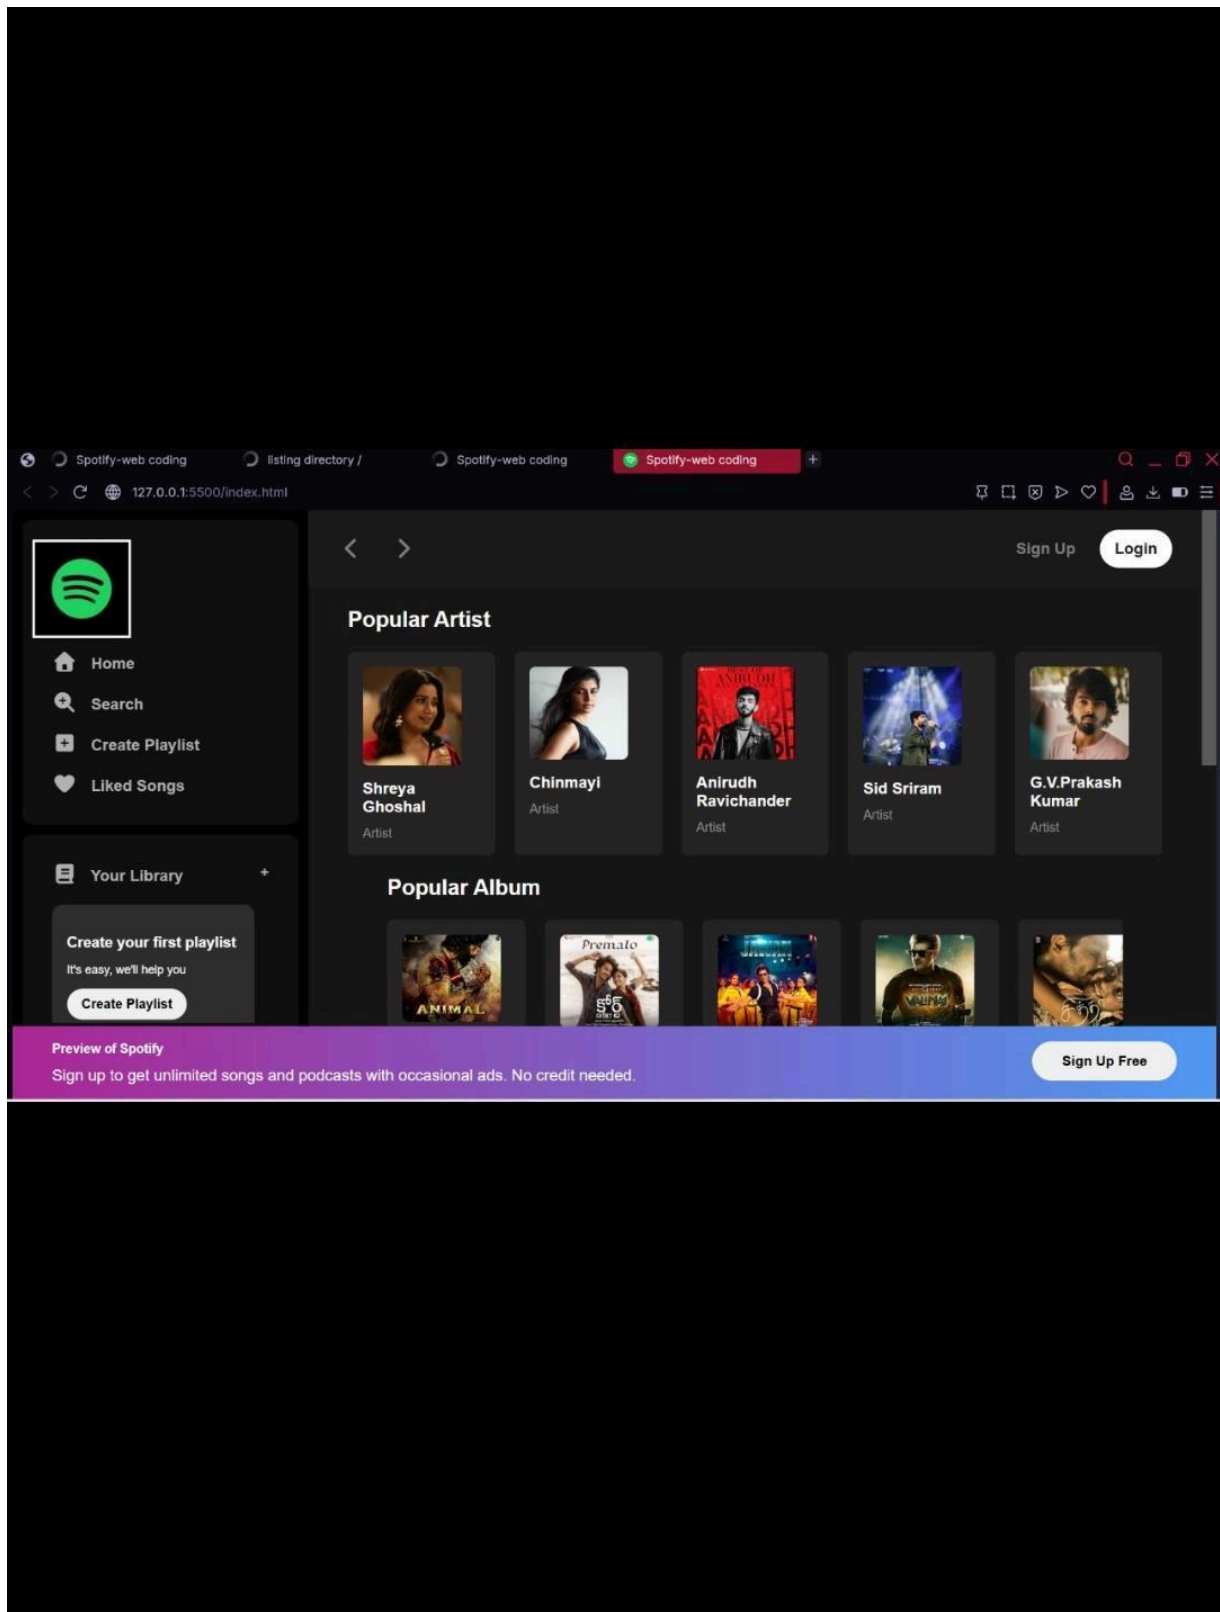 Spotify-web coding
listing directory /
Spotify-web coding
Spotify-web coding
127.0.0.1:5500/index.html
Sign Up
Login
Home
Search
Create Playlist
Liked Songs
Your Library
+
Create your first playlist
It's easy, we'll help you
Create Playlist
Popular Artist
ANIRUDH
Shreya
Ghoshal
Artist
Chinmayi
Artist
Anirudh
Ravichander
Artist
Sid Sriram
Artist
G.V.Prakash
Kumar
Artist
Popular Album
ANIMAL
Premalo
VALIMAI
Preview of Spotify
Sign up to get unlimited songs and podcasts with occasional ads. No credit needed.
Sign Up Free